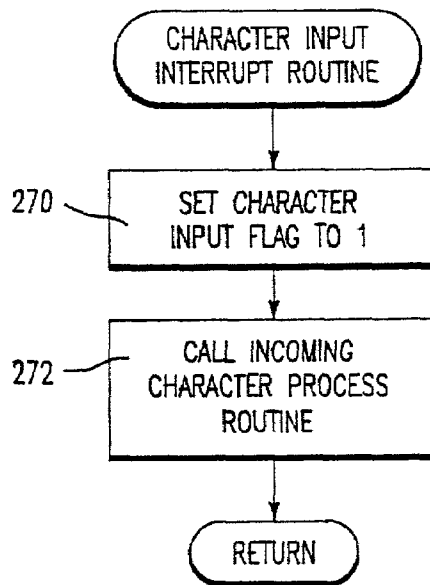 CHARACTER INPUT
INTERRUPT ROUTINE
270
SET CHARACTER
INPUT FLAG TO 1
272
CALL INCOMING
CHARACTER PROCESS
ROUTINE
RETURN